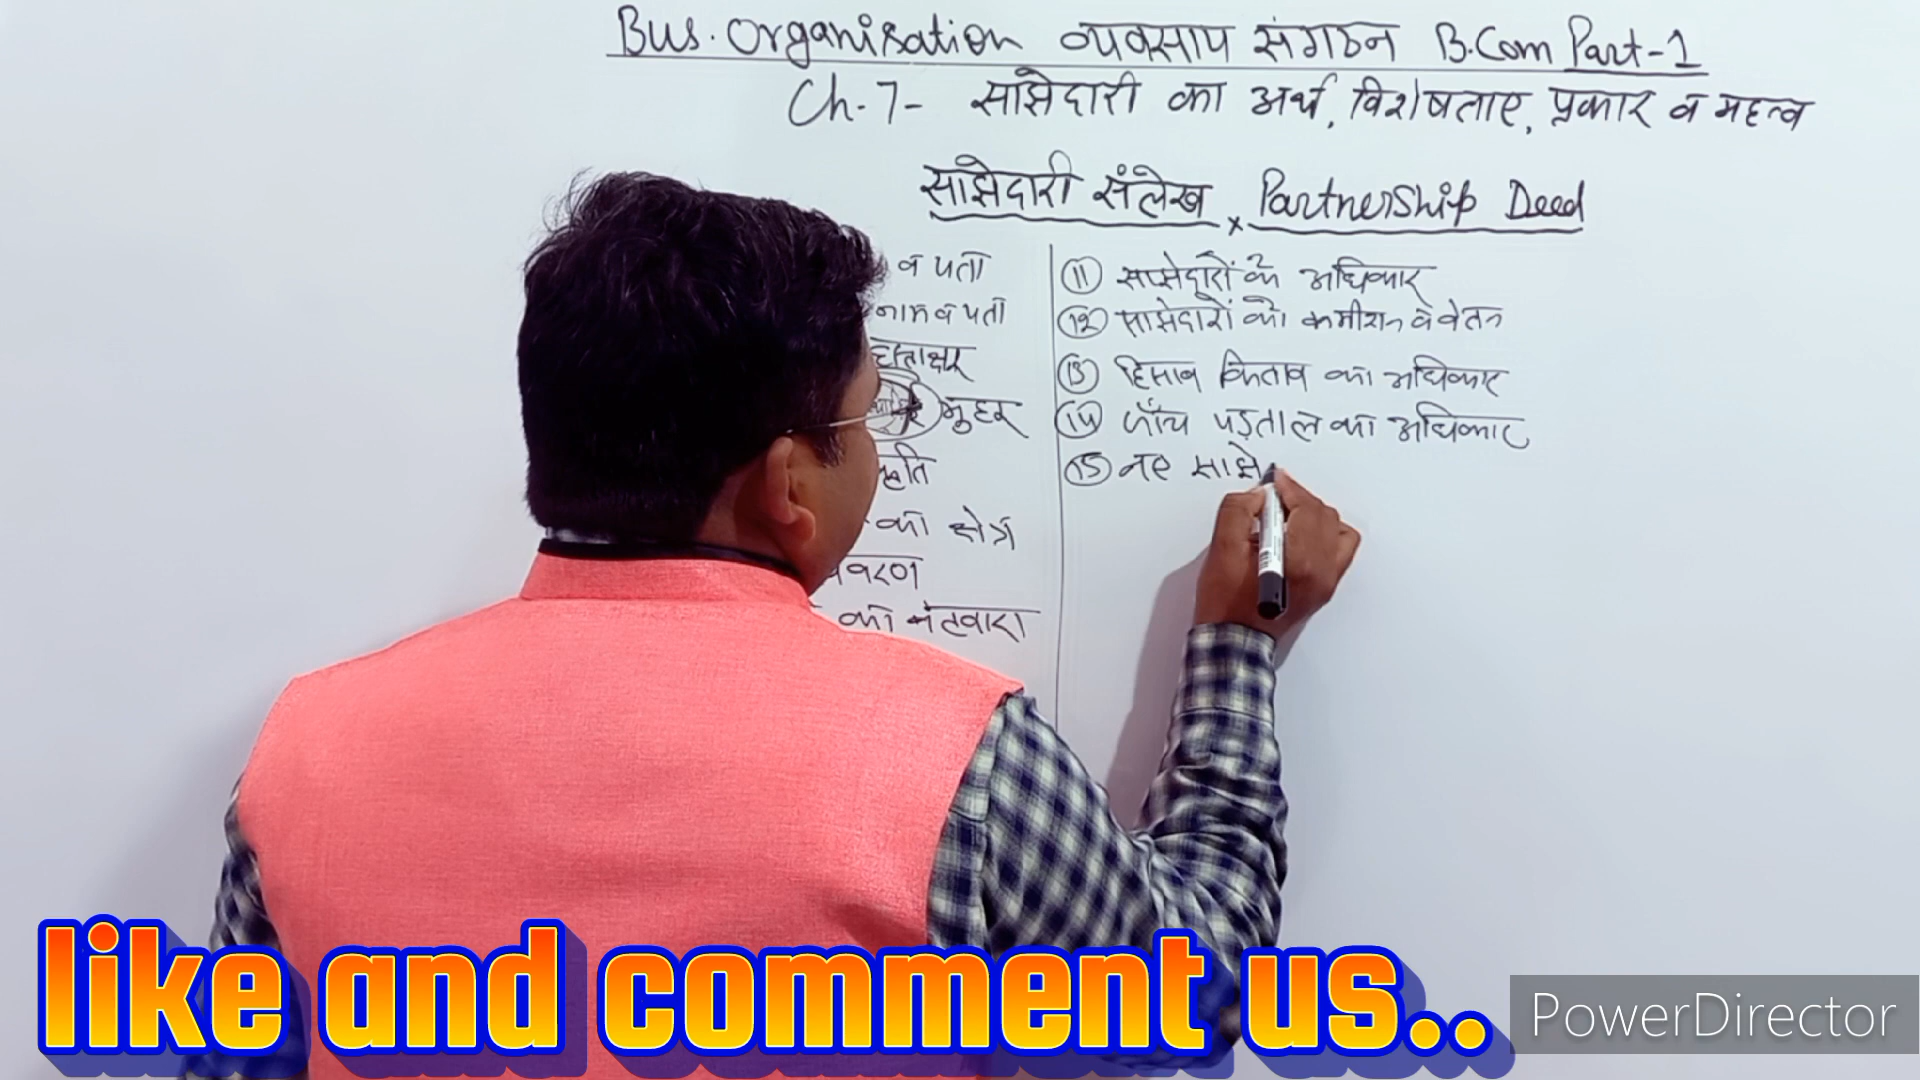 Bus. Organisation व्यवसाय संगठन B.Com Part-1
Ch-7- साझेदारी का अर्थ, विशेषताए, प्रकार व महत्व
साझेदारी संलेख x Partnership Deed
व पता
नाम व पता
हस्ताक्षर
मुहर
कृति
का क्षेत्र
वरण
का बंटवारा
11 साझेदारों के अधिकार
12 साझेदारों का कमीशन व वेतन
13 हिसाब किताब का अधिकार
14 जाँच पड़ताल का अधिकार
15 नए साझे
like and comment us..
PowerDirector